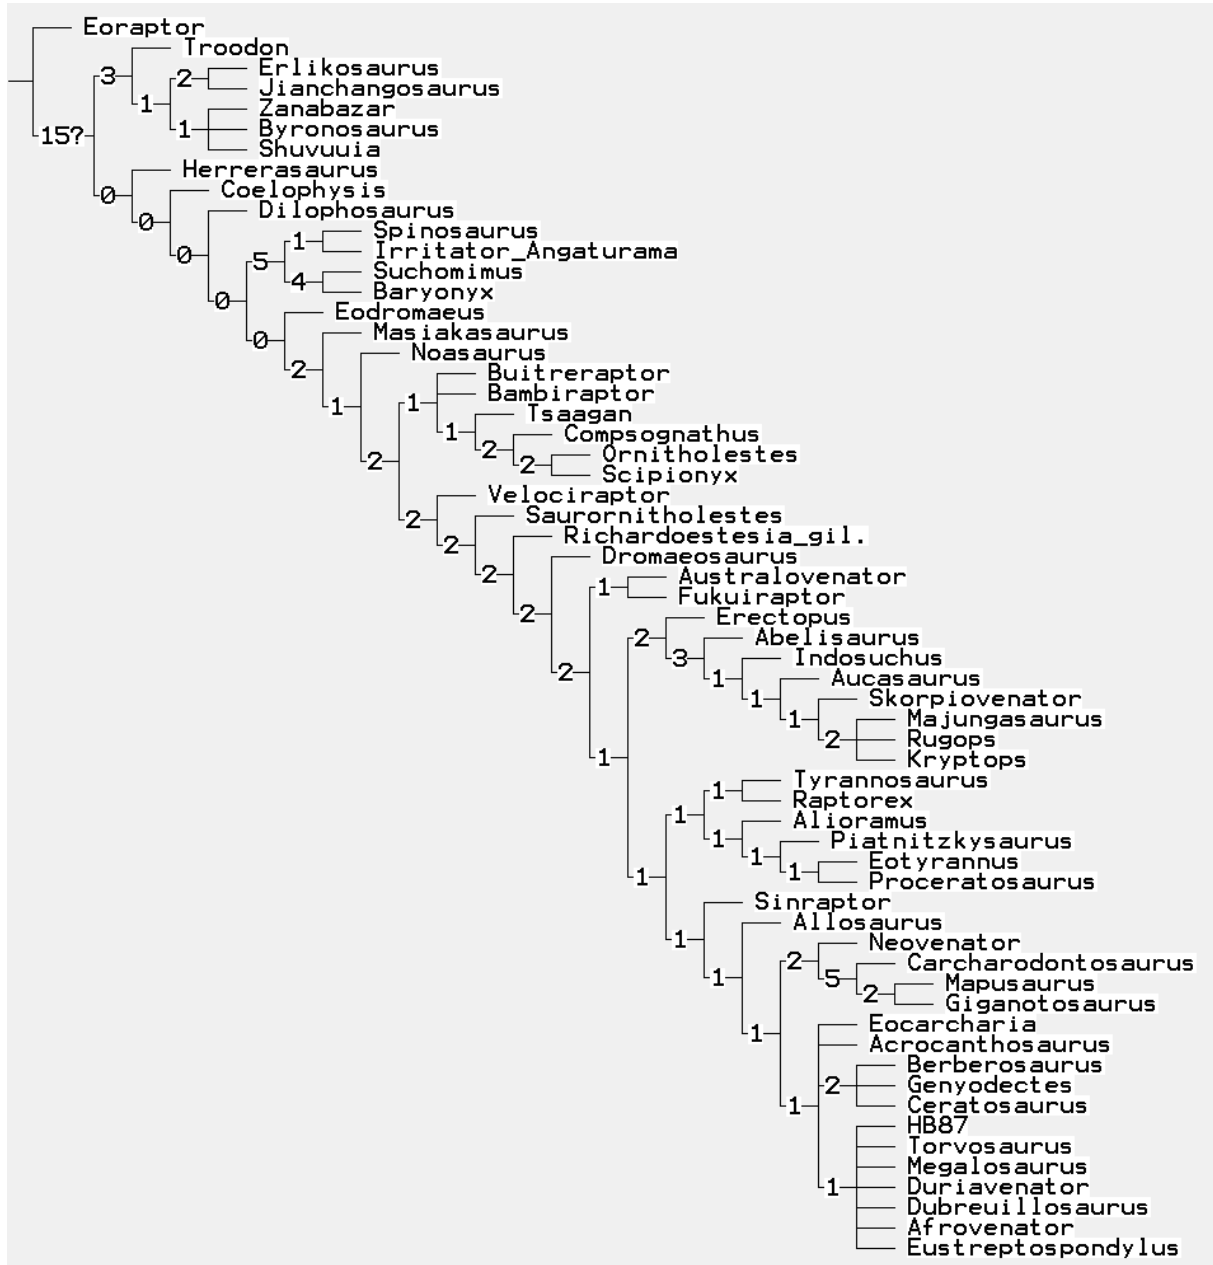 Eoraptor
Troodon
3
Erlikosaurus
2
Jianchangosaurus
1
Zanabazar
Byronosaurus
1
15?
Shuvuuia
Herrerasaurus
0
Coelophysis
0
Dilophosaurus
Spinosaurus
1
Irritator_Angaturama
0
5
Suchomimus
4
Baryonyx
0
Eodromaeus
Masiakasaurus
0
Noasaurus
2
Buitreraptor
Bambiraptor
1
1
Tsaagan
1
Compsognathus
2
Ornitholestes
2
2
Scipionyx
Velociraptor
Saurornitholestes
2
Richardoestesia_gil.
2
Dromaeosaurus
2
Australovenator
1
Fukuiraptor
2
Erectopus
2
Abelisaurus
3
Indosuchus
2
1
Aucasaurus
1
Skorpiovenator
1
Majungasaurus
2
Rugops
Kryptops
1
Tyrannosaurus
1
Raptorex
1
Alioramus
1
Piatnitzkysaurus
1
Eotyrannus
1
1
Proceratosaurus
Sinraptor
Allosaurus
1
Neovenator
2
Carcharodontosaurus
1
5
Mapusaurus
2
Giganotosaurus
Eocarcharia
1
Acrocanthosaurus
Berberosaurus
2
Genyodectes
1
Ceratosaurus
HB87
Torvosaurus
Megalosaurus
1
Duriavenator
Dubreuillosaurus
Afrovenator
Eustreptospondylus